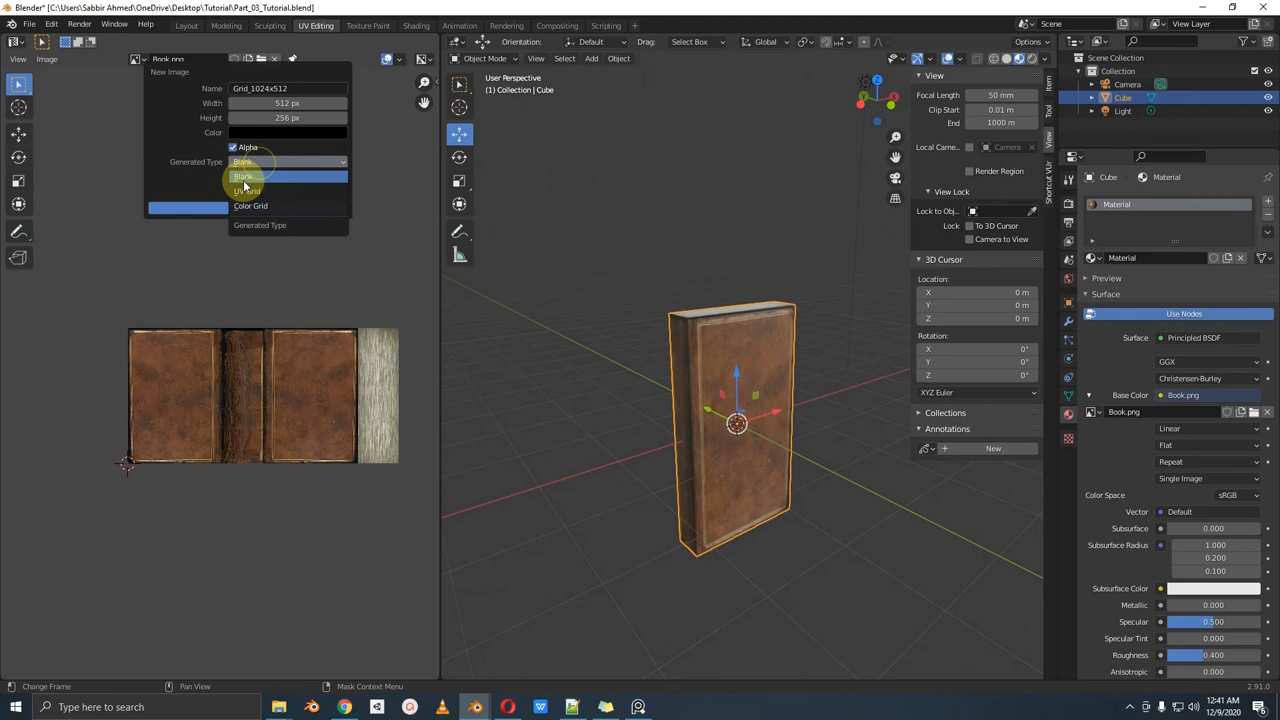 Blender* [C:\Users\Sabbir Ahmed\OneDrive\Desktop\Tutorial\Part_03_Tutorial.blend]
File Edit Render Window Help Layout Modeling Sculpting UV Editing Texture Paint Shading Animation Rendering Compositing Scripting Scene View Layer
Orientation: Default Drag: Select Box Global Options
View Image Book.png Object Mode View Select Add Object
New Image
Name Grid_1024x512
Width 512 px
Height 256 px
Color
Alpha
Generated Type Blank
Blank
UV Grid
Color Grid
Generated Type
User Perspective
(1) Collection | Cube
X
Z
View
Focal Length 50 mm
Clip Start 0.01 m
End 1000 m
Local Came... Camera
Render Region
View Lock
Lock to Obj...
Lock To 3D Cursor
Camera to View
3D Cursor
Location:
X 0 m
Y 0 m
Z 0 m
Rotation:
X 0°
Y 0°
Z 0°
XYZ Euler
Collections
Annotations
New
Item
Tool
View
Shortcut VUr
Scene Collection
Collection
Camera
Cube
Light
Cube Material
Material
Material
Preview
Surface
Use Nodes
Surface Principled BSDF
GGX
Christensen-Burley
Base Color Book.png
Book.png
Linear
Flat
Repeat
Single Image
Color Space sRGB
Vector Default
Subsurface 0.000
Subsurface Radius 1.000
0.200
0.100
Subsurface Color
Metallic 0.000
Specular 0.500
Specular Tint 0.000
Roughness 0.400
Anisotropic 0.000
Change Frame Pan View Mask Context Menu 2.91.0
Type here to search
12:41 AM
12/9/2020